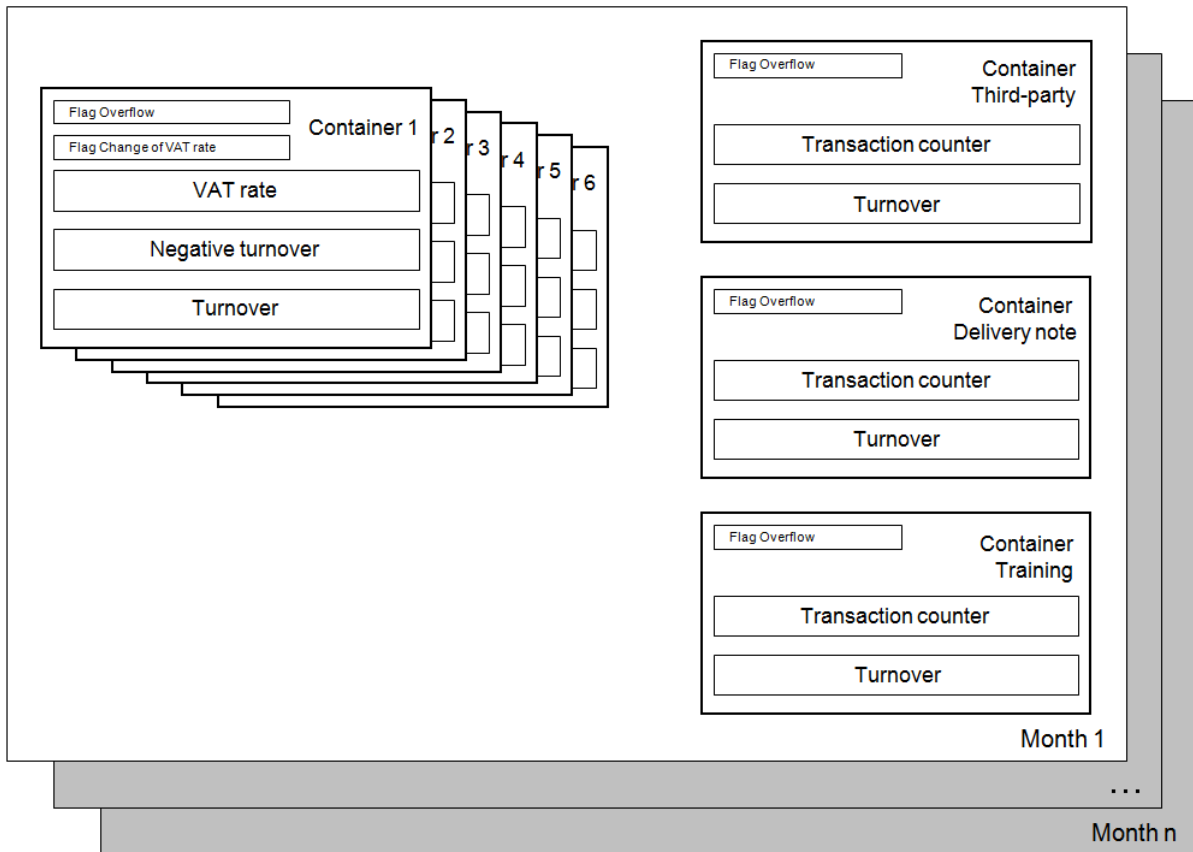 Flag Overflow
Container 1
Flag Change of VAT rate
VAT rate
Negative turnover
Turnover
r 2
r 3
r 4
r 5
r 6
Flag Overflow
Container
Third-party
Transaction counter
Turnover
Flag Overflow
Container
Delivery note
Transaction counter
Turnover
Flag Overflow
Container
Training
Transaction counter
Turnover
Month 1
...
Month n